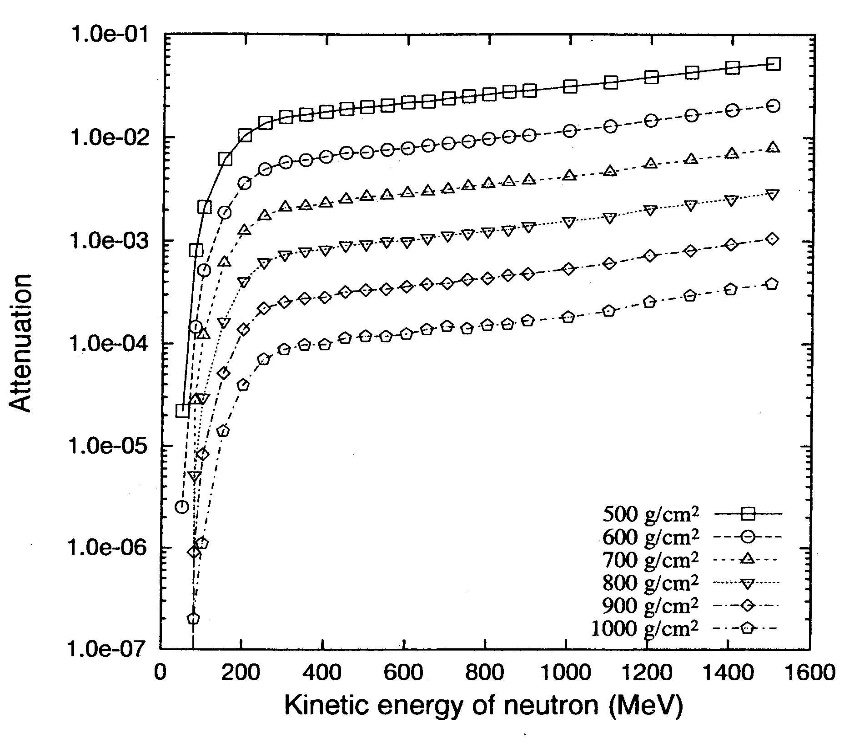 1.0e-01
1.0e-02
1.0e-03
1.0e-04
1.0e-05
1.0e-06
1.0e-07
Attenuation
500 g/cm²
600 g/cm²
700 g/cm²
800 g/cm²
900 g/cm²
1000 g/cm²
0 200 400 600 800 1000 1200 1400 1600
Kinetic energy of neutron (MeV)